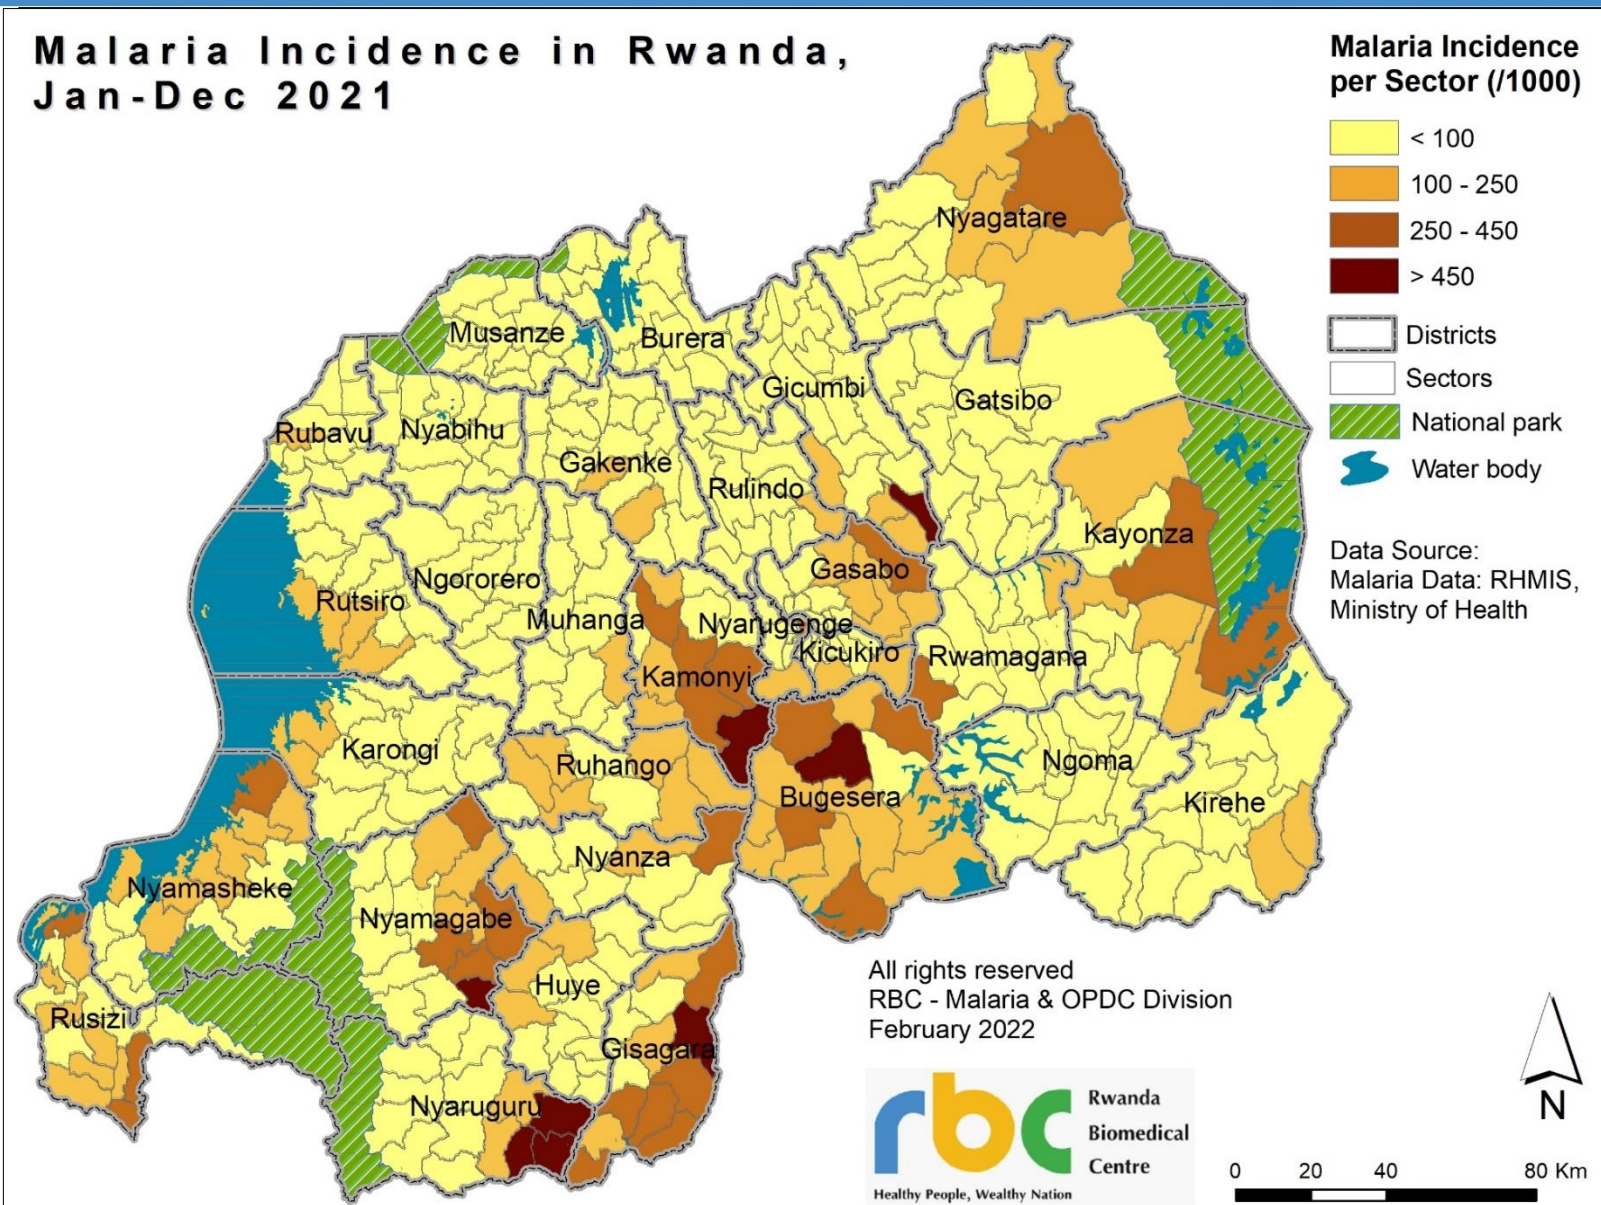 Malaria Incidence in Rwanda,
Jan-Dec 2021
Malaria Incidence
per Sector (/1000)
< 100
100 - 250
250 - 450
> 450
Districts
Sectors
National park
Water body
Data Source:
Malaria Data: RHMIS,
Ministry of Health
Nyagatare
Musanze
Burera
Gicumbi
Gatsibo
Rubavu
Nyabihu
Gakenke
Rulindo
Kayonza
Gasabo
Ngororero
Rutsiro
Muhanga
Nyarugenge
Kicukiro
Rwamagana
Kamonyi
Karongi
Ruhango
Ngoma
Bugesera
Kirehe
Nyanza
Nyamasheke
Nyamagabe
Huye
Rusizi
Gisagara
Nyaruguru
All rights reserved
RBC - Malaria & OPDC Division
February 2022
rbc
Rwanda
Biomedical
Centre
Healthy People, Wealthy Nation
N
0 20 40 80 Km